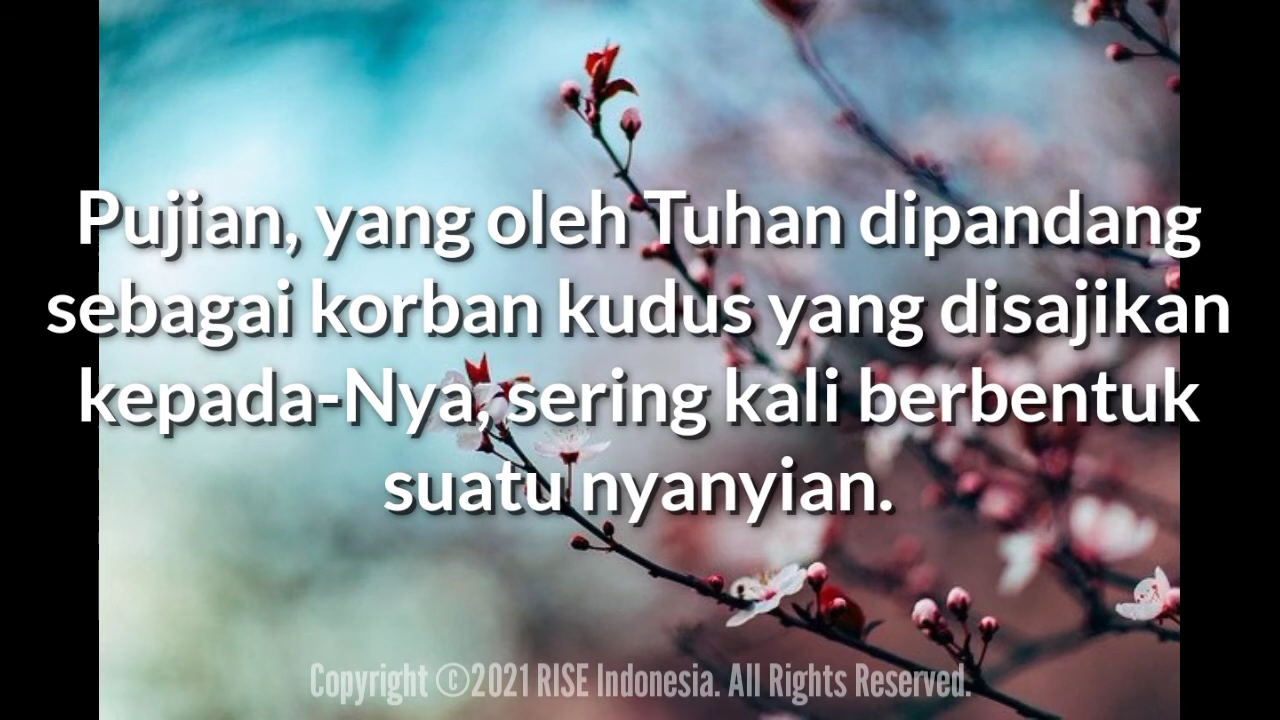 Pujian, yang oleh Tuhan dipandang
sebagai korban kudus yang disajikan
kepada-Nya, sering kali berbentuk
suatu nyanyian.
Copyright ©2021 RISE Indonesia. All Rights Reserved.